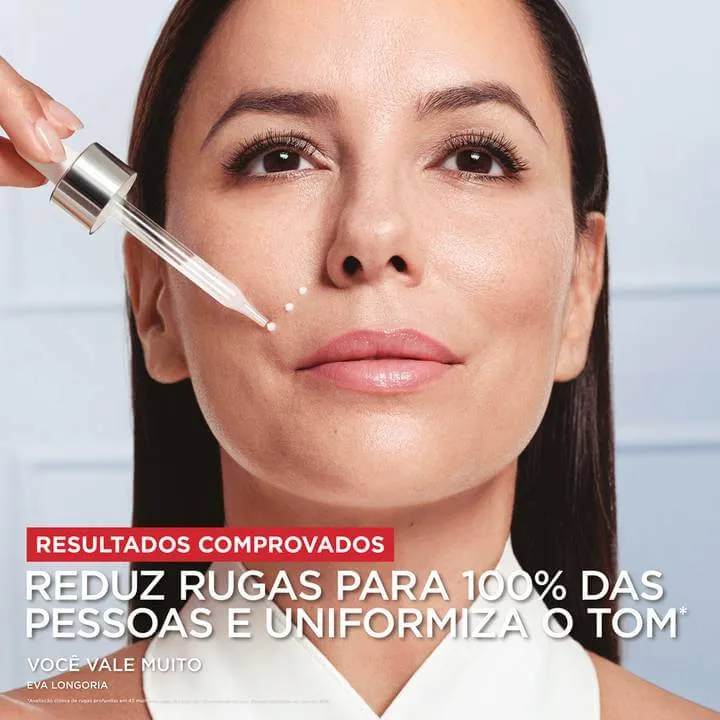 RESULTADOS COMPROVADOS
REDUZ RUGAS PARA 100% DAS
PESSOAS E UNIFORMIZA O TOM*
VOCÊ VALE MUITO
EVA LONGORIA